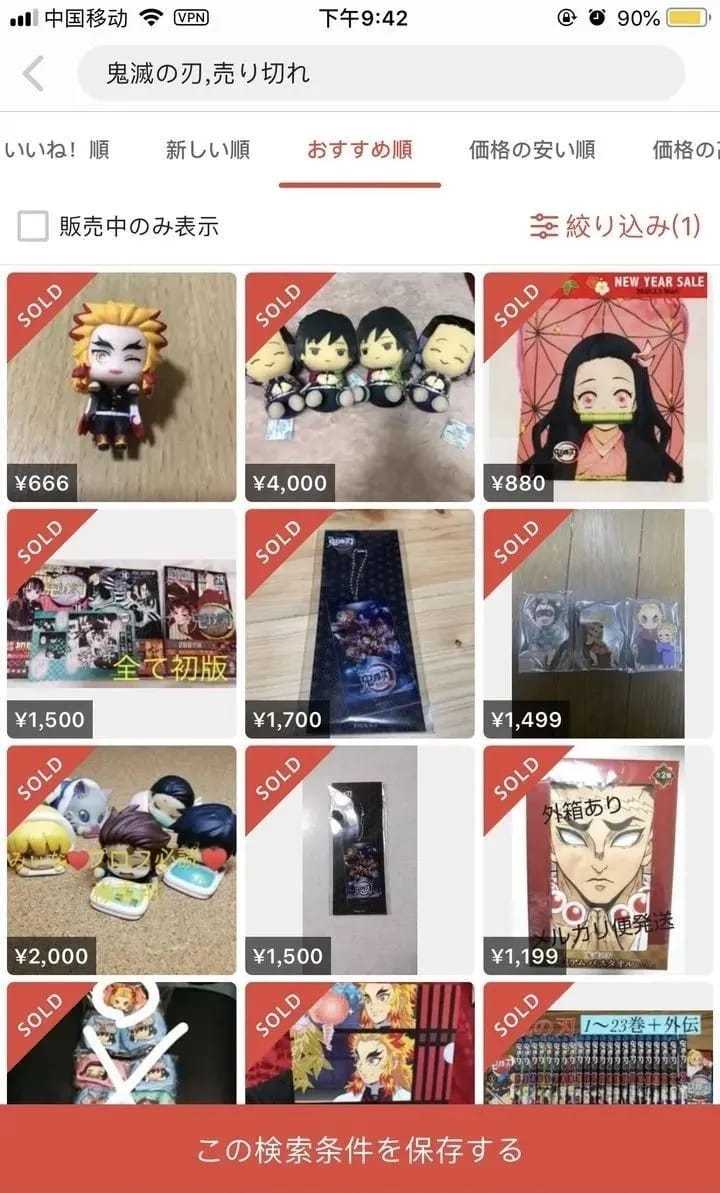 中国移动 VPN 下午9:42 90%
鬼滅の刃,売り切れ
いいね！順 新しい順 おすすめ順 価格の安い順 価格の
販売中のみ表示 絞り込み(1)
SOLD SOLD SOLD NEW YEAR SALE
¥666 ¥4,000 ¥880
SOLD SOLD SOLD
全て初版
¥1,500 ¥1,700 ¥1,499
SOLD SOLD SOLD
全2種
外箱あり
メルカリ便発送
¥2,000 ¥1,500 ¥1,199
SOLD SOLD SOLD
1〜23巻＋外伝
この検索条件を保存する